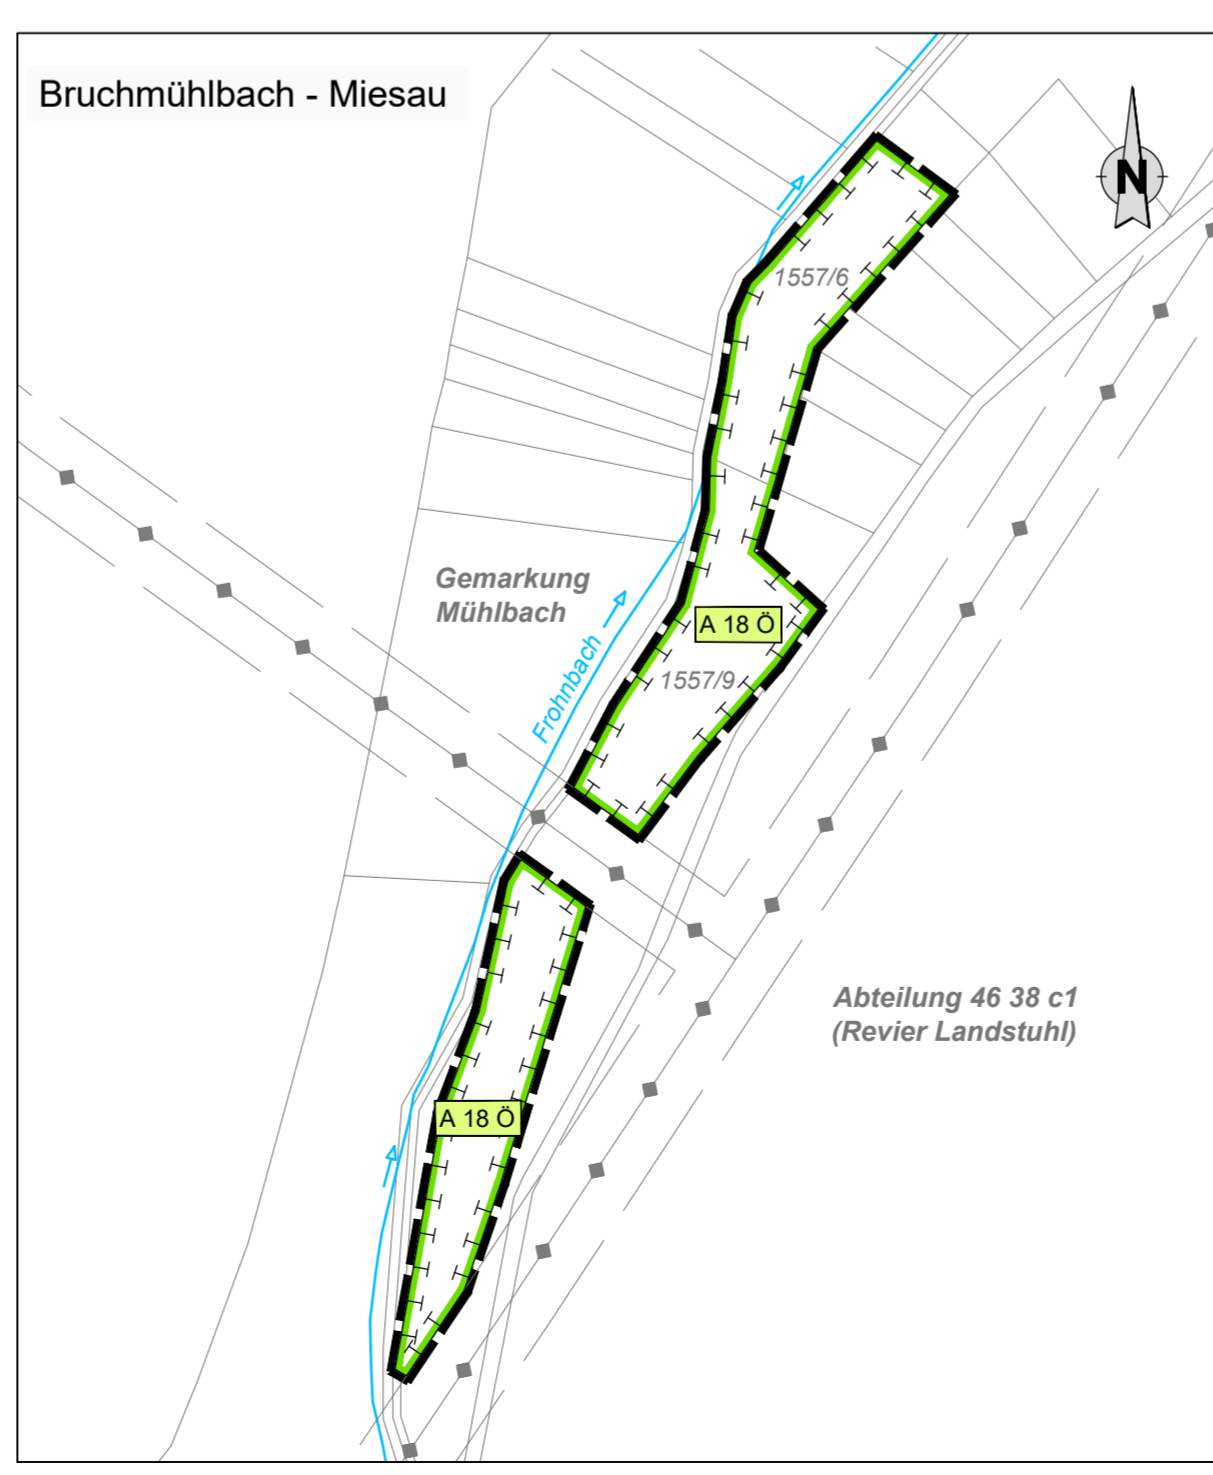 Bruchmühlbach - Miesau
N
1557/6
Gemarkung
Mühlbach
A 18 Ö
Frohnbach
1557/9
Abteilung 46 38 c1
(Revier Landstuhl)
A 18 Ö